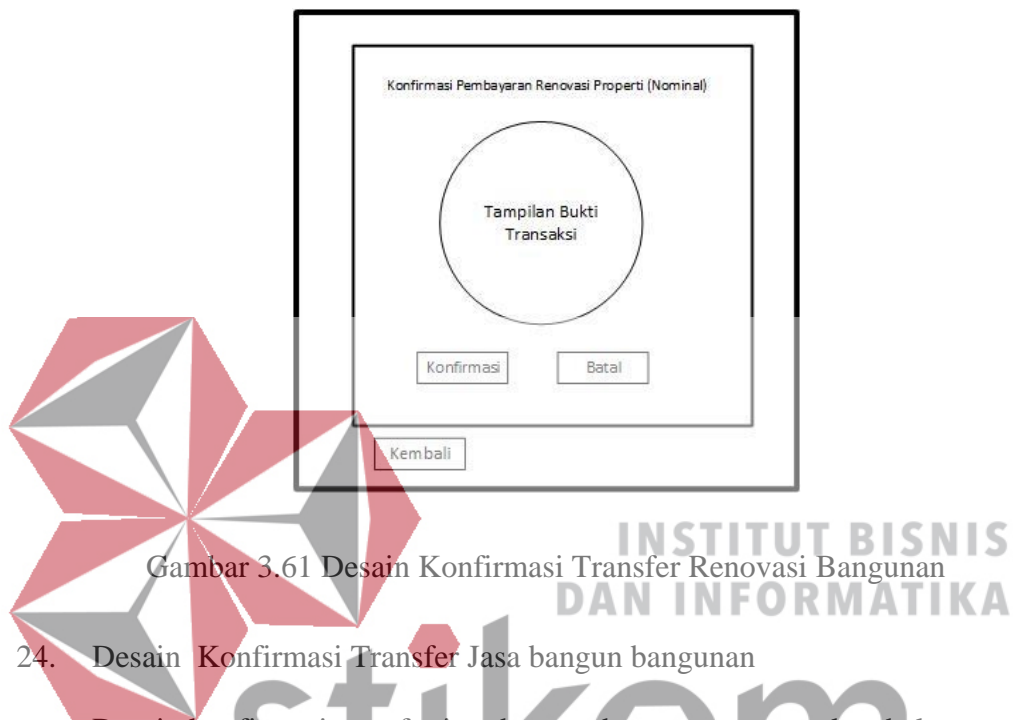 Konfirmasi Pembayaran Renovasi Properti (Nominal)
Tampilan Bukti
Transaksi
Konfirmasi
Batal
Kembali
INSTITUT BISNIS
DAN INFORMATIKA
Gambar 3.61 Desain Konfirmasi Transfer Renovasi Bangunan
24. Desain Konfirmasi Transfer Jasa bangun bangunan
stikom